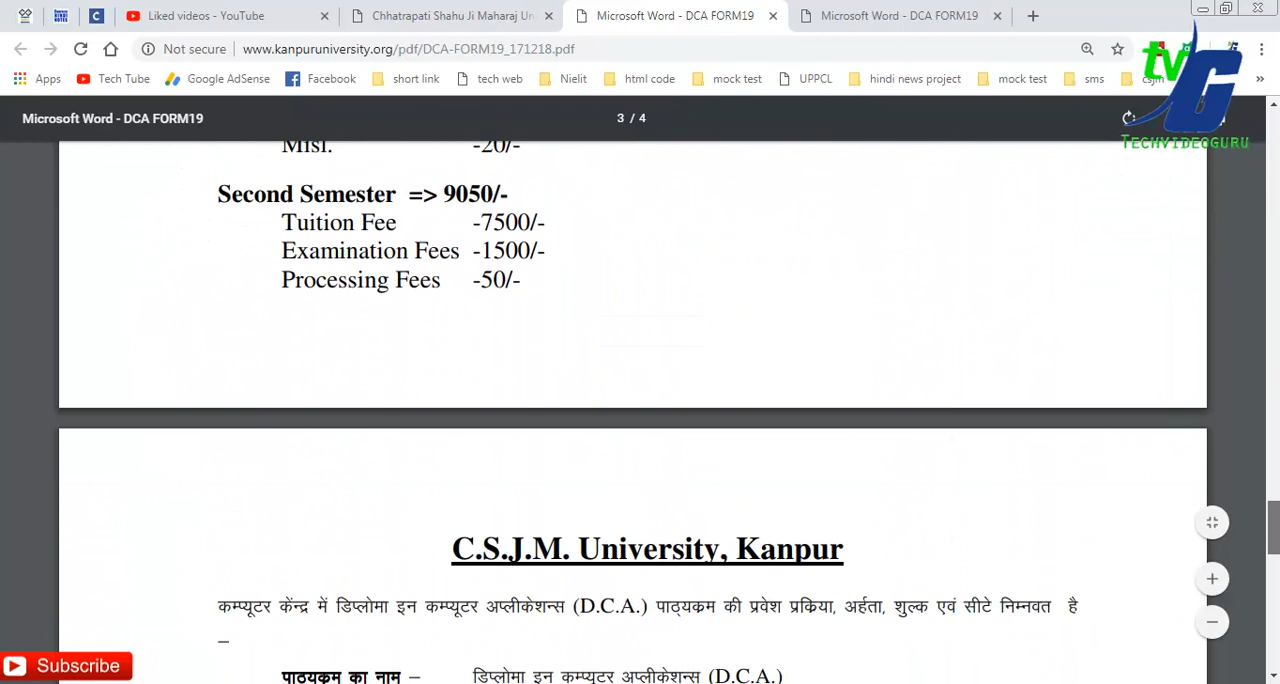 Liked videos - YouTube
Chhatrapati Shahu Ji Maharaj Un
Microsoft Word - DCA FORM19
Microsoft Word - DCA FORM19
Not secure www.kanpuruniversity.org/pdf/DCA-FORM19_171218.pdf
Apps Tech Tube Google AdSense Facebook short link tech web Nielit html code mock test UPPCL hindi news project mock test sms
tvG
TECHVIDEOGURU
Microsoft Word - DCA FORM19 3 / 4
Misl. -20/-
Second Semester => 9050/-
Tuition Fee -7500/-
Examination Fees -1500/-
Processing Fees -50/-
C.S.J.M. University, Kanpur
कम्प्यूटर केंन्द्र में डिप्लोमा इन कम्प्यूटर अप्लीकेशन्स (D.C.A.) पाठ्यकम की प्रवेश प्रकिया, अर्हता, शुल्क एवं सीटे निम्नवत है
–
पाठ्यकम का नाम – डिप्लोमा इन कम्प्यूटर अप्लीकेशन्स (D.C.A.)
Subscribe